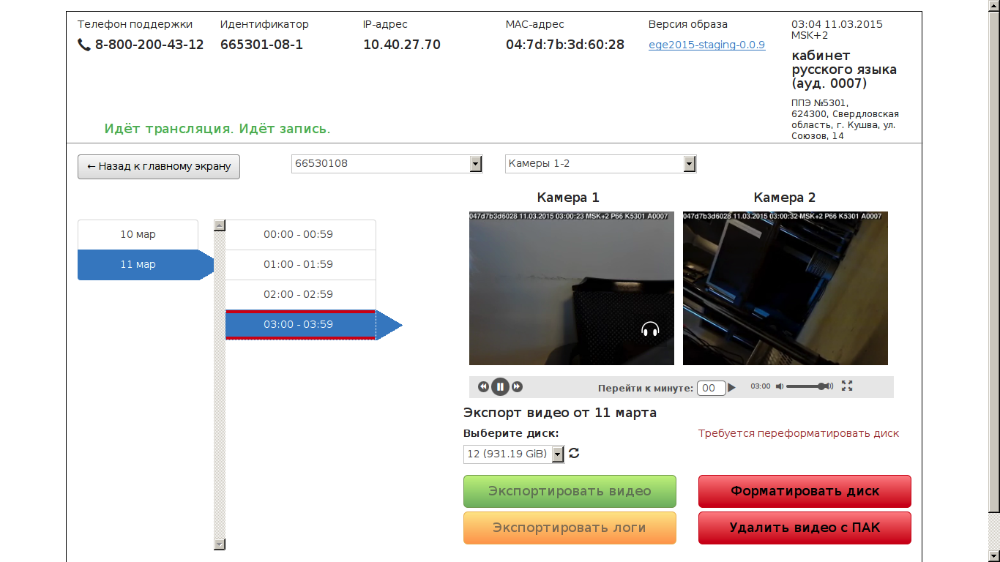 Телефон поддержки
8-800-200-43-12
Идентификатор
665301-08-1
IP-адрес
10.40.27.70
MAC-адрес
04:7d:7b:3d:60:28
Версия образа
ege2015-staging-0.0.9
03:04 11.03.2015
MSK+2
кабинет
русского языка
(ауд. 0007)
ППЭ №5301,
624300, Свердловская
область, г. Кушва, ул.
Союзов, 14
Идёт трансляция. Идёт запись.
← Назад к главному экрану
66530108
Камеры 1-2
10 мар
11 мар
00:00 - 00:59
01:00 - 01:59
02:00 - 02:59
03:00 - 03:59
Камера 1
Камера 2
047d7b3d6028 11.03.2015 03:00:23 MSK+2 P66 K5301 A0007
047d7b3d6028 11.03.2015 03:00:32 MSK+2 P66 K5301 A0007
Перейти к минуте: 00
03:00
Экспорт видео от 11 марта
Выберите диск:
Требуется переформатировать диск
12 (931.19 GiB)
Экспортировать видео
Форматировать диск
Экспортировать логи
Удалить видео с ПАК